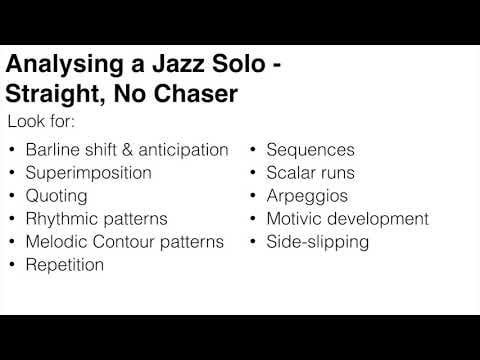 Analysing a Jazz Solo -
Straight, No Chaser
Look for:
• Barline shift & anticipation
• Superimposition
• Quoting
• Rhythmic patterns
• Melodic Contour patterns
• Repetition
• Sequences
• Scalar runs
• Arpeggios
• Motivic development
• Side-slipping